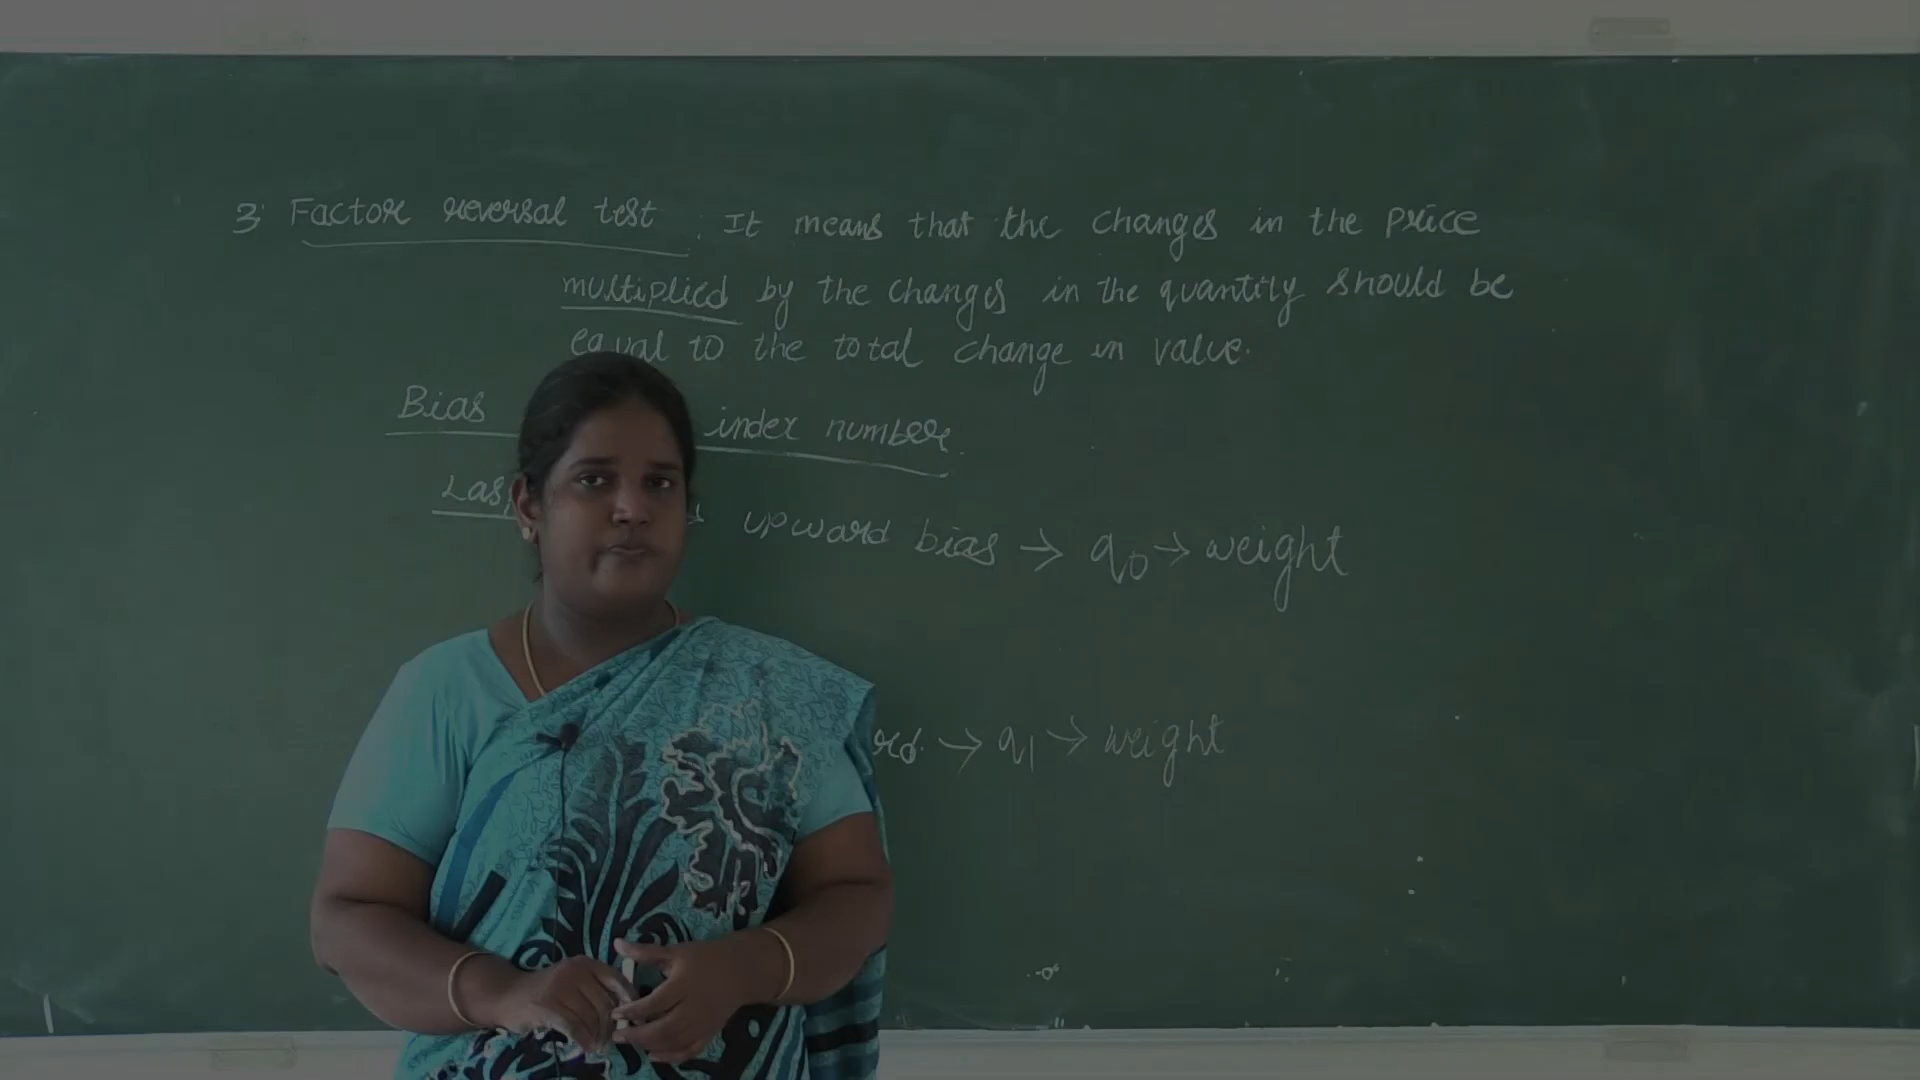 3. Factor reversal test : It means that the changes in the price
multiplied by the changes in the quantity should be
equal to the total change in value.
Bias index number.
Las → upward bias → q0 → weight
→ q1 → weight